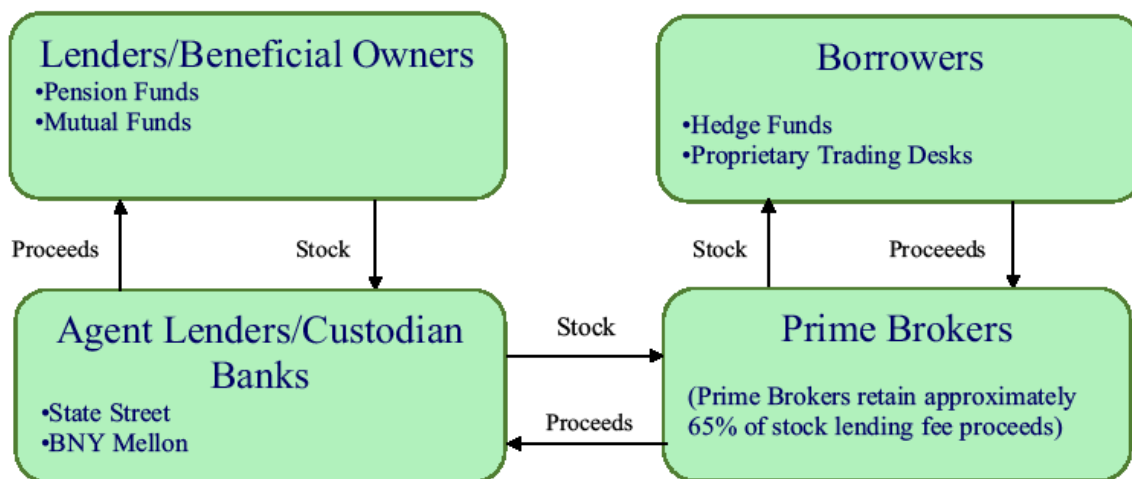 Lenders/Beneficial Owners
•Pension Funds
•Mutual Funds
Borrowers
•Hedge Funds
•Proprietary Trading Desks
Proceeds
Stock
Stock
Proceeeds
Agent Lenders/Custodian
Banks
•State Street
•BNY Mellon
Stock
Proceeds
Prime Brokers
(Prime Brokers retain approximately
65% of stock lending fee proceeds)